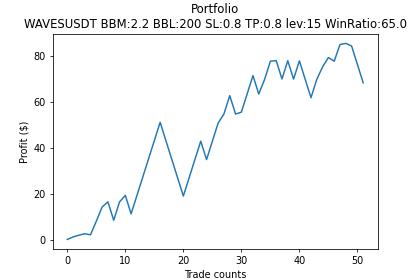 Portfolio
WAVESUSDT BBM:2.2 BBL:200 SL:0.8 TP:0.8 lev:15 WinRatio:65.0
Profit ($)
80
60
40
20
0
0 10 20 30 40 50
Trade counts